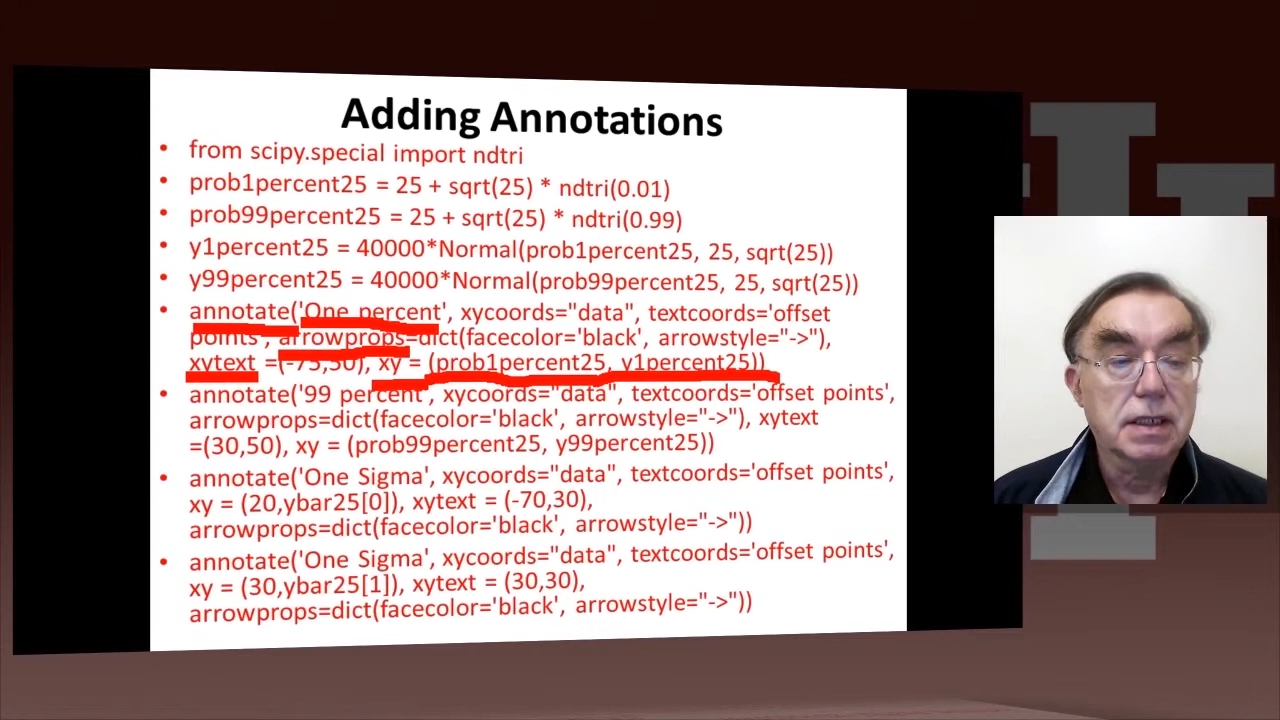 Adding Annotations
• from scipy.special import ndtri
• prob1percent25 = 25 + sqrt(25) * ndtri(0.01)
• prob99percent25 = 25 + sqrt(25) * ndtri(0.99)
• y1percent25 = 40000*Normal(prob1percent25, 25, sqrt(25))
• y99percent25 = 40000*Normal(prob99percent25, 25, sqrt(25))
• annotate('One percent', xycoords="data", textcoords='offset
points', arrowprops=dict(facecolor='black', arrowstyle="->"),
xytext =(-75,50), xy = (prob1percent25, y1percent25))
• annotate('99 percent', xycoords="data", textcoords='offset points',
arrowprops=dict(facecolor='black', arrowstyle="->"), xytext
=(30,50), xy = (prob99percent25, y99percent25))
• annotate('One Sigma', xycoords="data", textcoords='offset points',
xy = (20,ybar25[0]), xytext = (-70,30),
arrowprops=dict(facecolor='black', arrowstyle="->"))
• annotate('One Sigma', xycoords="data", textcoords='offset points',
xy = (30,ybar25[1]), xytext = (30,30),
arrowprops=dict(facecolor='black', arrowstyle="->"))